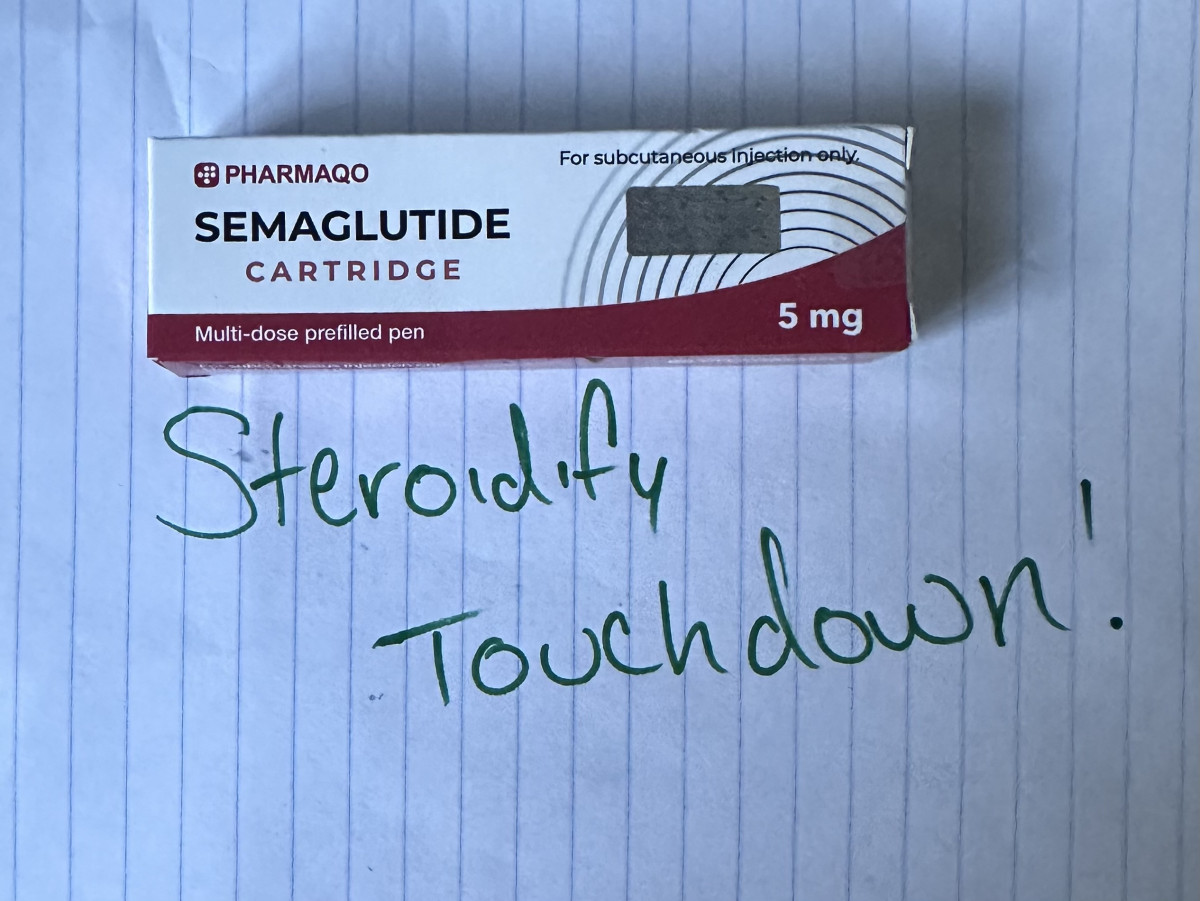 PHARMAQO
For subcutaneous Injection only.
SEMAGLUTIDE
CARTRIDGE
Multi-dose prefilled pen
5 mg
Steroidify
Touchdown!